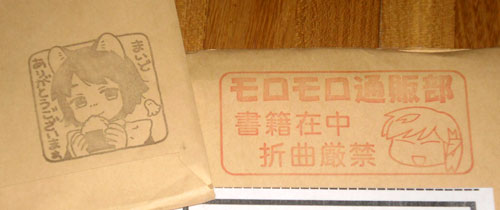 まいど
ありがとうございまぁ
モロモロ通販部
書籍在中
折曲厳禁